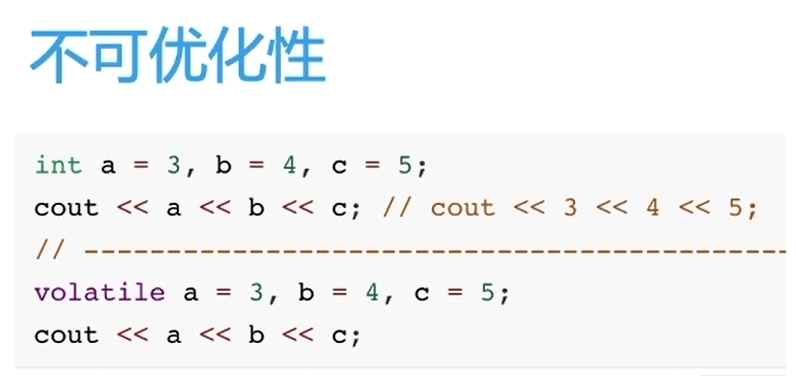 不可优化性
int a = 3, b = 4, c = 5;
cout << a << b << c; // cout << 3 << 4 << 5;
// -------------------------------------------
volatile a = 3, b = 4, c = 5;
cout << a << b << c;